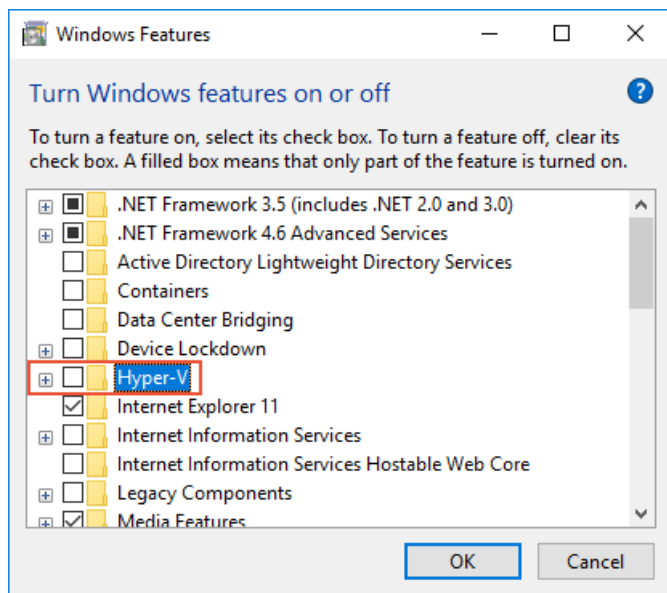 Windows Features
Turn Windows features on or off
To turn a feature on, select its check box. To turn a feature off, clear its
check box. A filled box means that only part of the feature is turned on.
.NET Framework 3.5 (includes .NET 2.0 and 3.0)
.NET Framework 4.6 Advanced Services
Active Directory Lightweight Directory Services
Containers
Data Center Bridging
Device Lockdown
Hyper-V
Internet Explorer 11
Internet Information Services
Internet Information Services Hostable Web Core
Legacy Components
Media Features
OK Cancel